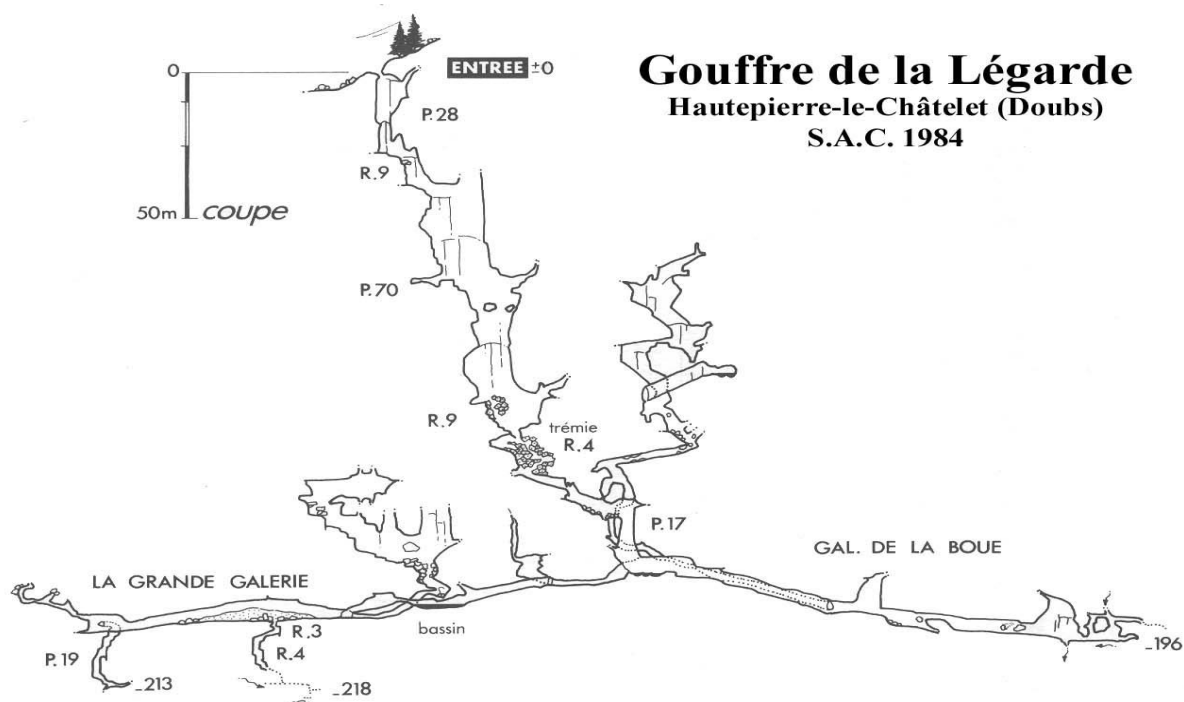 Gouffre de la Légarde
Hautepierre-le-Châtelet (Doubs)
S.A.C. 1984
0
ENTREE ±0
P.28
R.9
50m coupe
P.70
R.9
trémie
R.4
P.17
GAL. DE LA BOUE
LA GRANDE GALERIE
bassin
R.3
R.4
P.19
-213
-218
-196